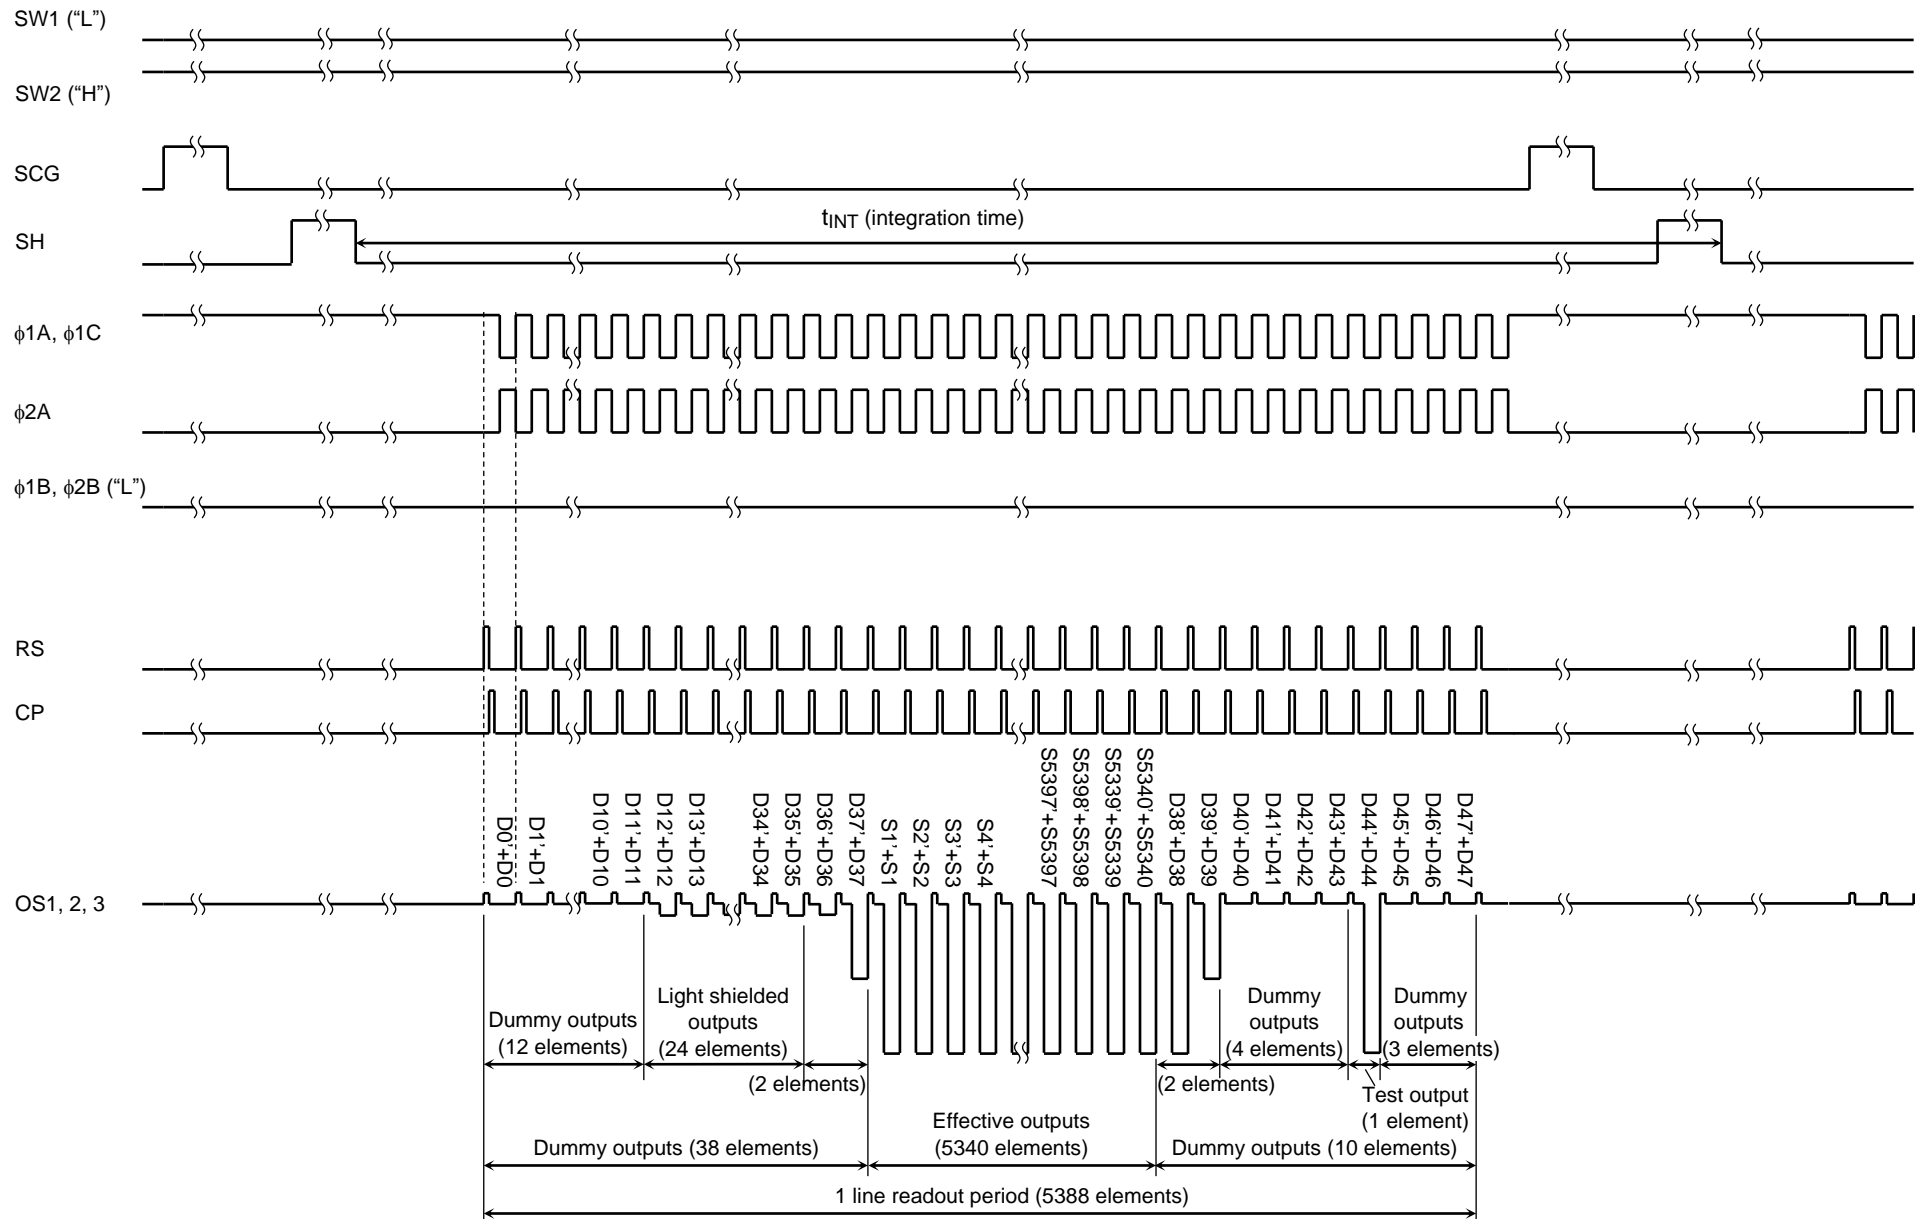 SW1 (“L”)
SW2 (“H”)
SCG
SH
tINT (integration time)
ϕ1A, ϕ1C
ϕ2A
ϕ1B, ϕ2B (“L”)
RS
CP
OS1, 2, 3
D0’+D0
D1’+D1
D10’+D10
D11’+D11
D12’+D12
D13’+D13
D34’+D34
D35’+D35
D36’+D36
D37’+D37
S1’+S1
S2’+S2
S3’+S3
S4’+S4
S5397’+S5397
S5398’+S5398
S5339’+S5339
S5340’+S5340
D38’+D38
D39’+D39
D40’+D40
D41’+D41
D42’+D42
D43’+D43
D44’+D44
D45’+D45
D46’+D46
D47’+D47
Dummy outputs
(12 elements)
Light shielded
outputs
(24 elements)
(2 elements)
(2 elements)
Dummy
outputs
(4 elements)
Dummy
outputs
(3 elements)
Test output
(1 element)
Dummy outputs (38 elements)
Effective outputs
(5340 elements)
Dummy outputs (10 elements)
1 line readout period (5388 elements)